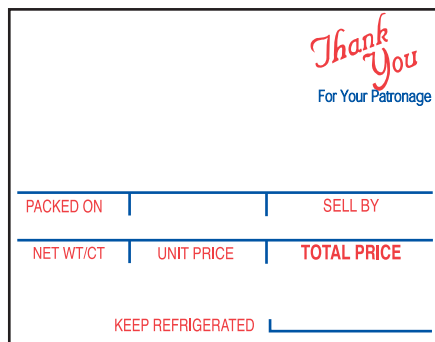 Thank
You
For Your Patronage
PACKED ON SELL BY
NET WT/CT UNIT PRICE TOTAL PRICE
KEEP REFRIGERATED